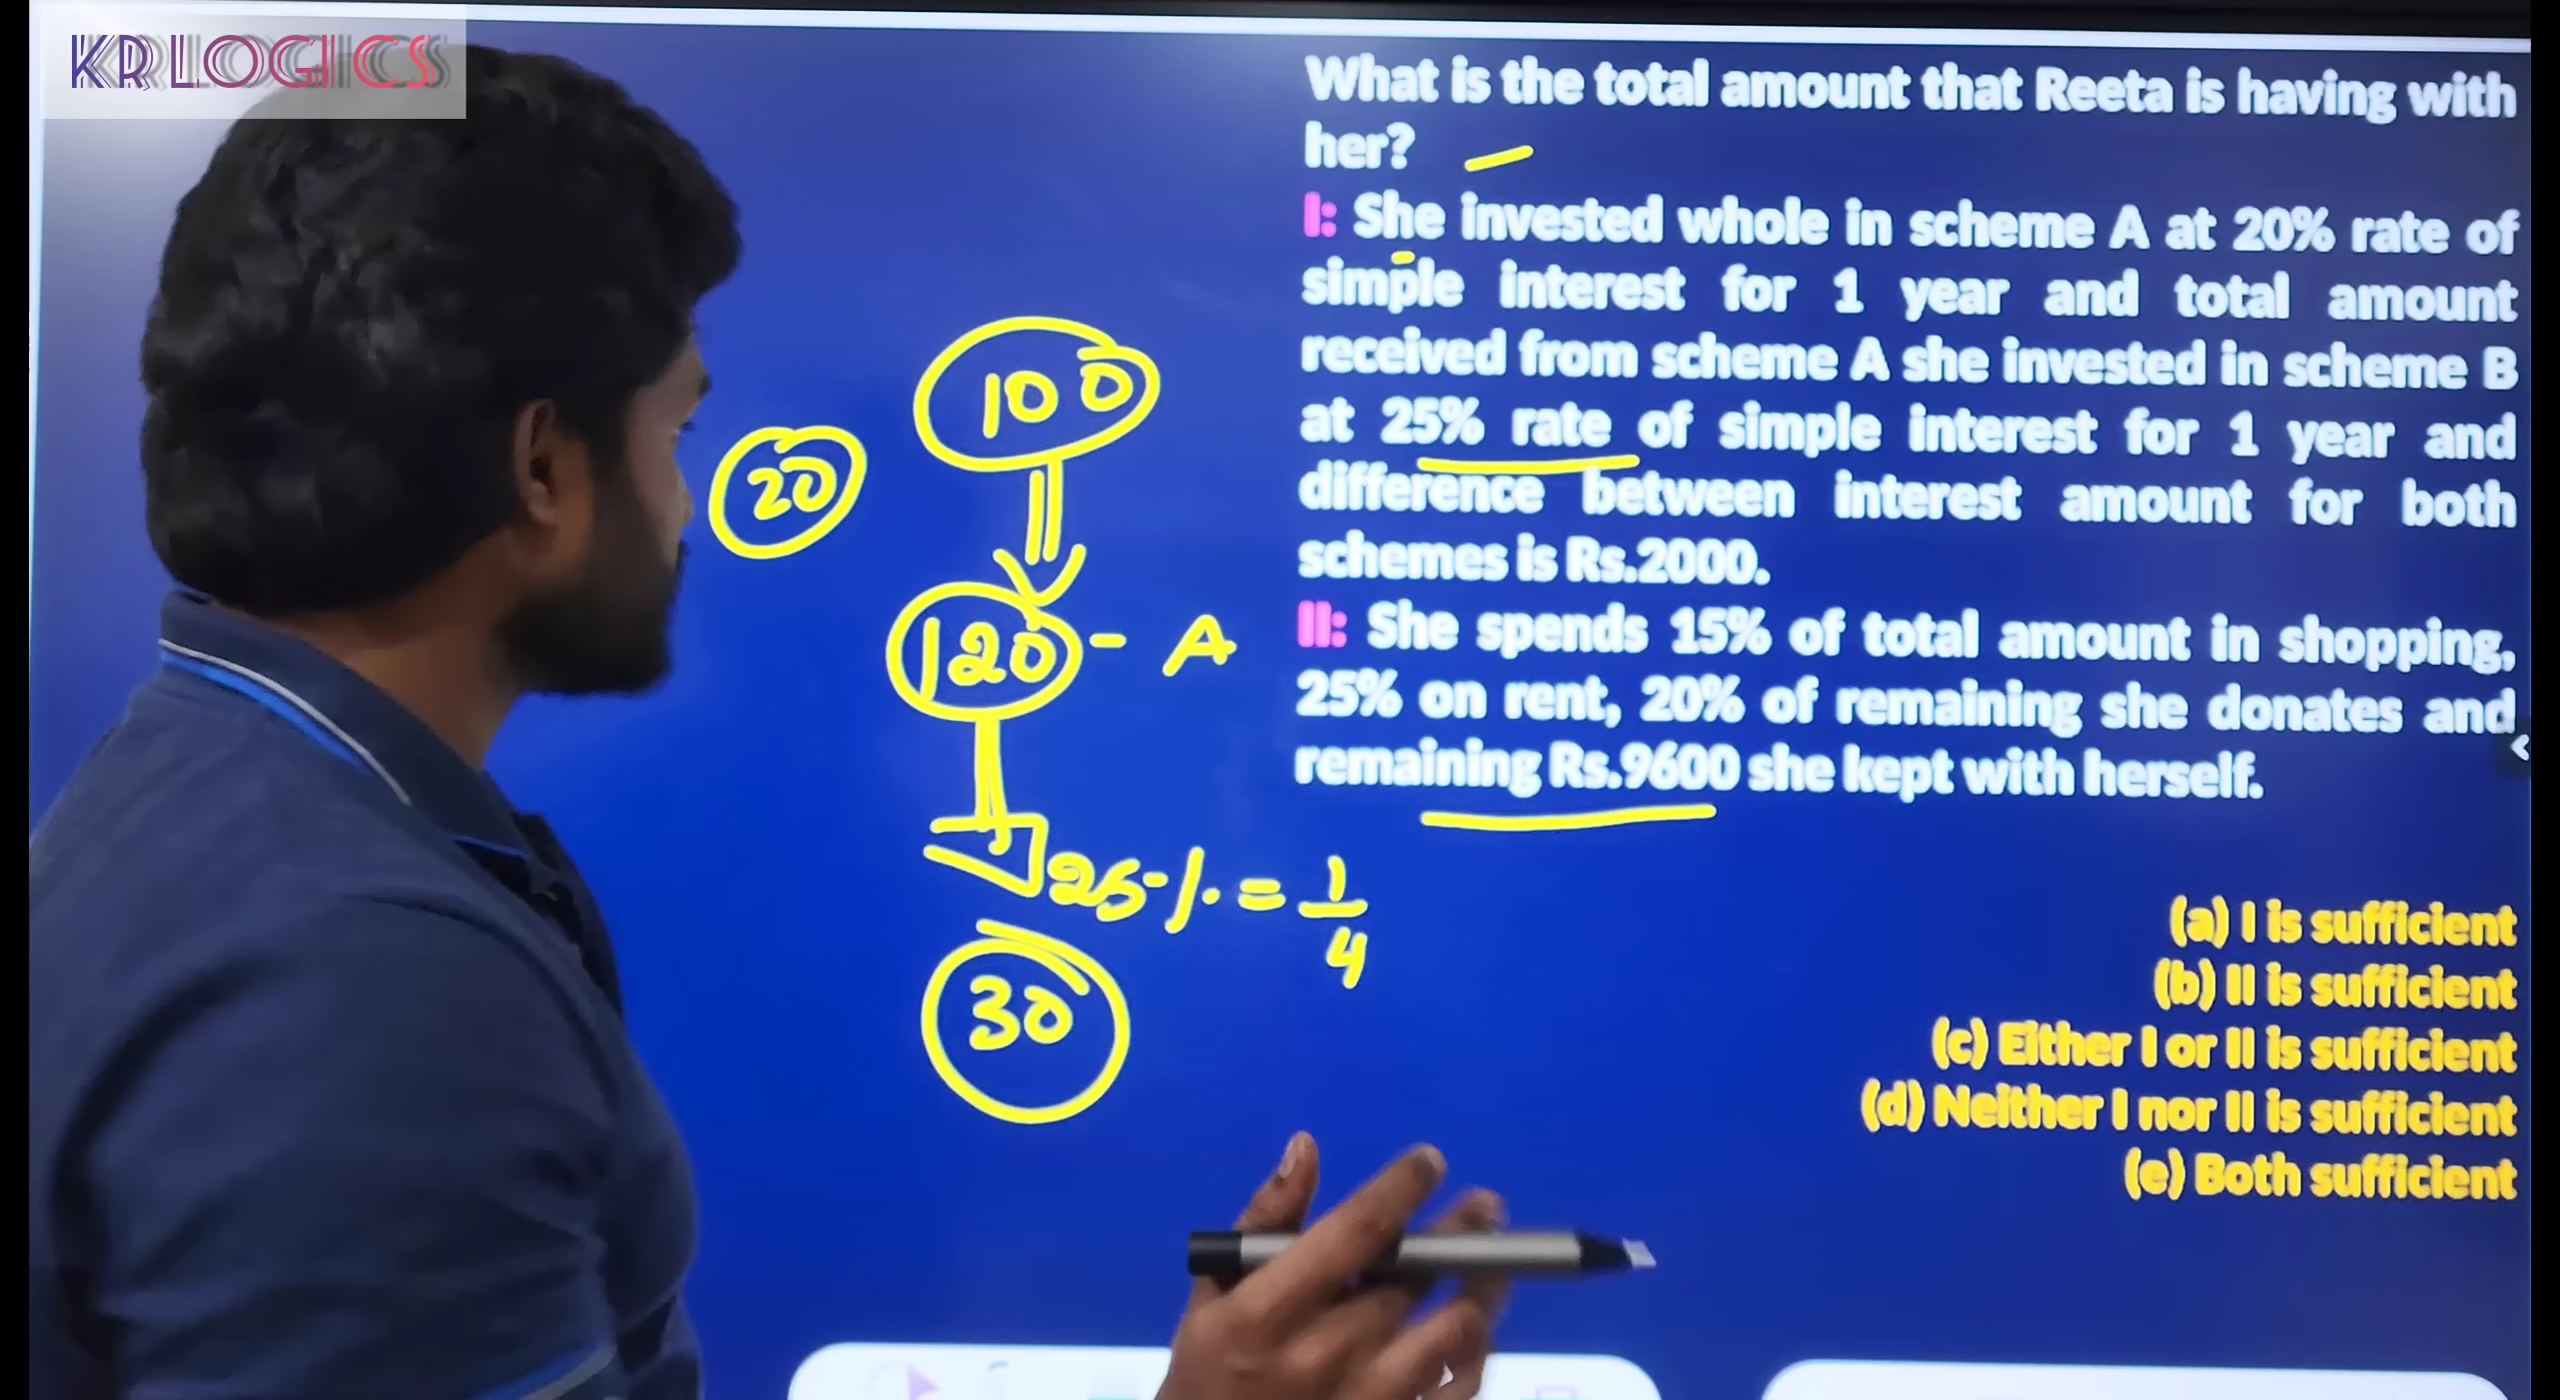 KR LOGICS
What is the total amount that Reeta is having with
her?
I: She invested whole in scheme A at 20% rate of
simple interest for 1 year and total amount
received from scheme A she invested in scheme B
at 25% rate of simple interest for 1 year and
difference between interest amount for both
schemes is Rs.2000.
II: She spends 15% of total amount in shopping,
25% on rent, 20% of remaining she donates and
remaining Rs.9600 she kept with herself.
(a) I is sufficient
(b) II is sufficient
(c) Either I or II is sufficient
(d) Neither I nor II is sufficient
(e) Both sufficient
100
20
120 - A
25% = 1/4
30